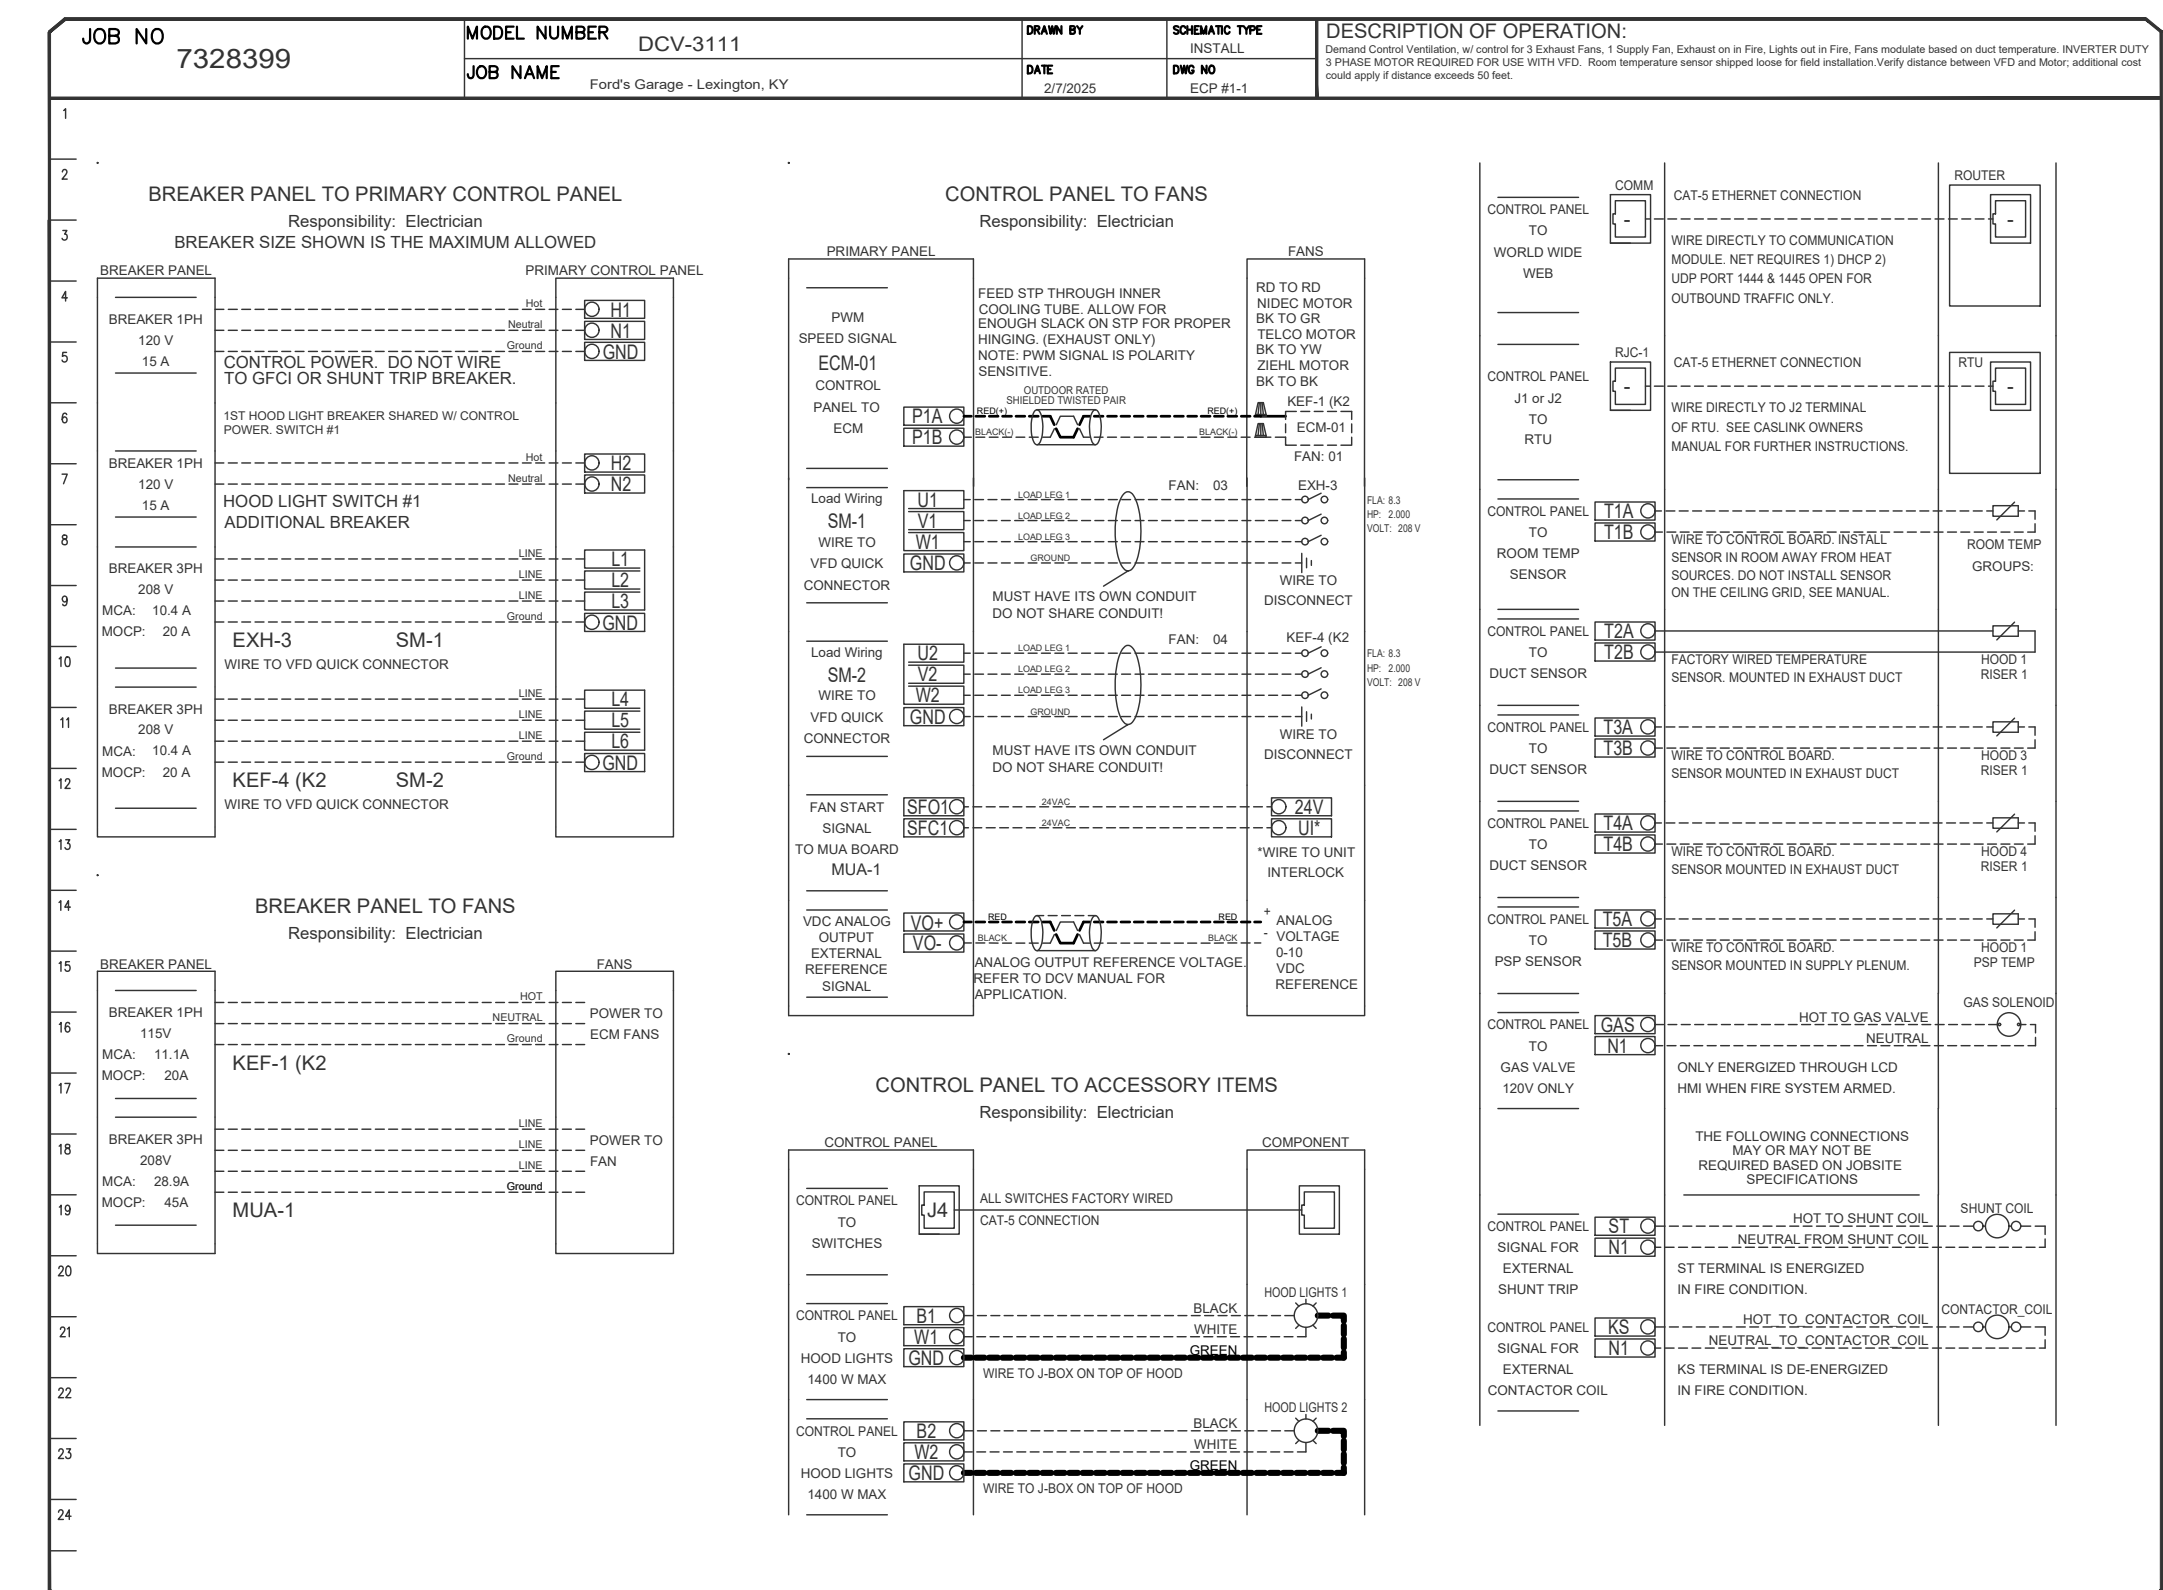 JOB NO
7328399
MODEL NUMBER
DCV-3111
JOB NAME
Ford's Garage - Lexington, KY
DRAWN BY
DATE
2/7/2025
SCHEMATIC TYPE
INSTALL
DWG NO
ECP #1-1
DESCRIPTION OF OPERATION:
Demand Control Ventilation, w/ control for 3 Exhaust Fans, 1 Supply Fan, Exhaust on in Fire, Lights out in Fire, Fans modulate based on duct temperature. INVERTER DUTY
3 PHASE MOTOR REQUIRED FOR USE WITH VFD.  Room temperature sensor shipped loose for field installation.Verify distance between VFD and Motor; additional cost
could apply if distance exceeds 50 feet.
1
2
3
4
5
6
7
8
9
10
11
12
13
14
15
16
17
18
19
20
21
22
23
24
BREAKER PANEL TO PRIMARY CONTROL PANEL
Responsibility: Electrician
BREAKER SIZE SHOWN IS THE MAXIMUM ALLOWED
BREAKER PANEL
PRIMARY CONTROL PANEL
BREAKER 1PH
120 V
15 A
Hot
H1
Neutral
N1
Ground
GND
CONTROL POWER. DO NOT WIRE
TO GFCI OR SHUNT TRIP BREAKER.
1ST HOOD LIGHT BREAKER SHARED W/ CONTROL
POWER. SWITCH #1
BREAKER 1PH
120 V
15 A
Hot
H2
Neutral
N2
HOOD LIGHT SWITCH #1
ADDITIONAL BREAKER
BREAKER 3PH
208 V
MCA: 10.4 A
MOCP: 20 A
LINE
L1
LINE
L2
LINE
L3
Ground
GND
EXH-3 SM-1
WIRE TO VFD QUICK CONNECTOR
BREAKER 3PH
208 V
MCA: 10.4 A
MOCP: 20 A
LINE
L4
LINE
L5
LINE
L6
Ground
GND
KEF-4 (K2 SM-2
WIRE TO VFD QUICK CONNECTOR
BREAKER PANEL TO FANS
Responsibility: Electrician
BREAKER PANEL
FANS
BREAKER 1PH
115V
MCA: 11.1A
MOCP: 20A
HOT
NEUTRAL
Ground
POWER TO
ECM FANS
KEF-1 (K2
BREAKER 3PH
208V
MCA: 28.9A
MOCP: 45A
LINE
LINE
LINE
Ground
POWER TO
FAN
MUA-1
CONTROL PANEL TO FANS
Responsibility: Electrician
PRIMARY PANEL
FANS
PWM
SPEED SIGNAL
ECM-01
CONTROL
PANEL TO
ECM
FEED STP THROUGH INNER
COOLING TUBE. ALLOW FOR
ENOUGH SLACK ON STP FOR PROPER
HINGING. (EXHAUST ONLY)
NOTE: PWM SIGNAL IS POLARITY
SENSITIVE.
OUTDOOR RATED
SHIELDED TWISTED PAIR
RD TO RD
NIDEC MOTOR
BK TO GR
TELCO MOTOR
BK TO YW
ZIEHL MOTOR
BK TO BK
P1A
RED(+)
RED(+)
P1B
BLACK(-)
BLACK(-)
KEF-1 (K2
ECM-01
FAN: 01
Load Wiring
SM-1
WIRE TO
VFD QUICK
CONNECTOR
U1
V1
W1
GND
LOAD LEG 1
LOAD LEG 2
LOAD LEG 3
GROUND
FAN: 03
EXH-3
FLA: 8.3
HP: 2.000
VOLT: 208 V
WIRE TO
DISCONNECT
MUST HAVE ITS OWN CONDUIT
DO NOT SHARE CONDUIT!
Load Wiring
SM-2
WIRE TO
VFD QUICK
CONNECTOR
U2
V2
W2
GND
LOAD LEG 1
LOAD LEG 2
LOAD LEG 3
GROUND
FAN: 04
KEF-4 (K2
FLA: 8.3
HP: 2.000
VOLT: 208 V
WIRE TO
DISCONNECT
MUST HAVE ITS OWN CONDUIT
DO NOT SHARE CONDUIT!
FAN START
SIGNAL
TO MUA BOARD
MUA-1
SFO1
24VAC
24V
SFC1
24VAC
UI*
*WIRE TO UNIT
INTERLOCK
VDC ANALOG
OUTPUT
EXTERNAL
REFERENCE
SIGNAL
VO+
RED
RED
VO-
BLACK
BLACK
+
-
ANALOG
VOLTAGE
0-10
VDC
REFERENCE
ANALOG OUTPUT REFERENCE VOLTAGE.
REFER TO DCV MANUAL FOR
APPLICATION.
CONTROL PANEL TO ACCESSORY ITEMS
Responsibility: Electrician
CONTROL PANEL
COMPONENT
CONTROL PANEL
TO
SWITCHES
J4
ALL SWITCHES FACTORY WIRED
CAT-5 CONNECTION
CONTROL PANEL
TO
HOOD LIGHTS
1400 W MAX
B1
W1
GND
BLACK
WHITE
GREEN
HOOD LIGHTS 1
WIRE TO J-BOX ON TOP OF HOOD
CONTROL PANEL
TO
HOOD LIGHTS
1400 W MAX
B2
W2
GND
BLACK
WHITE
GREEN
HOOD LIGHTS 2
WIRE TO J-BOX ON TOP OF HOOD
CONTROL PANEL
TO
WORLD WIDE
WEB
COMM
-
CAT-5 ETHERNET CONNECTION
ROUTER
-
WIRE DIRECTLY TO COMMUNICATION
MODULE. NET REQUIRES 1) DHCP 2)
UDP PORT 1444 & 1445 OPEN FOR
OUTBOUND TRAFFIC ONLY.
CONTROL PANEL
J1 or J2
TO
RTU
RJC-1
-
CAT-5 ETHERNET CONNECTION
RTU
-
WIRE DIRECTLY TO J2 TERMINAL
OF RTU. SEE CASLINK OWNERS
MANUAL FOR FURTHER INSTRUCTIONS.
CONTROL PANEL
TO
ROOM TEMP
SENSOR
T1A
T1B
WIRE TO CONTROL BOARD. INSTALL
SENSOR IN ROOM AWAY FROM HEAT
SOURCES. DO NOT INSTALL SENSOR
ON THE CEILING GRID, SEE MANUAL.
ROOM TEMP
GROUPS:
CONTROL PANEL
TO
DUCT SENSOR
T2A
T2B
FACTORY WIRED TEMPERATURE
SENSOR. MOUNTED IN EXHAUST DUCT
HOOD 1
RISER 1
CONTROL PANEL
TO
DUCT SENSOR
T3A
T3B
WIRE TO CONTROL BOARD.
SENSOR MOUNTED IN EXHAUST DUCT
HOOD 3
RISER 1
CONTROL PANEL
TO
DUCT SENSOR
T4A
T4B
WIRE TO CONTROL BOARD.
SENSOR MOUNTED IN EXHAUST DUCT
HOOD 4
RISER 1
CONTROL PANEL
TO
PSP SENSOR
T5A
T5B
WIRE TO CONTROL BOARD.
SENSOR MOUNTED IN SUPPLY PLENUM.
HOOD 1
PSP TEMP
CONTROL PANEL
TO
GAS VALVE
120V ONLY
GAS
N1
HOT TO GAS VALVE
NEUTRAL
GAS SOLENOID
ONLY ENERGIZED THROUGH LCD
HMI WHEN FIRE SYSTEM ARMED.
THE FOLLOWING CONNECTIONS
MAY OR MAY NOT BE
REQUIRED BASED ON JOBSITE
SPECIFICATIONS
CONTROL PANEL
SIGNAL FOR
EXTERNAL
SHUNT TRIP
ST
N1
HOT TO SHUNT COIL
NEUTRAL FROM SHUNT COIL
SHUNT COIL
ST TERMINAL IS ENERGIZED
IN FIRE CONDITION.
CONTROL PANEL
SIGNAL FOR
EXTERNAL
CONTACTOR COIL
KS
N1
HOT TO CONTACTOR COIL
NEUTRAL TO CONTACTOR COIL
CONTACTOR COIL
KS TERMINAL IS DE-ENERGIZED
IN FIRE CONDITION.